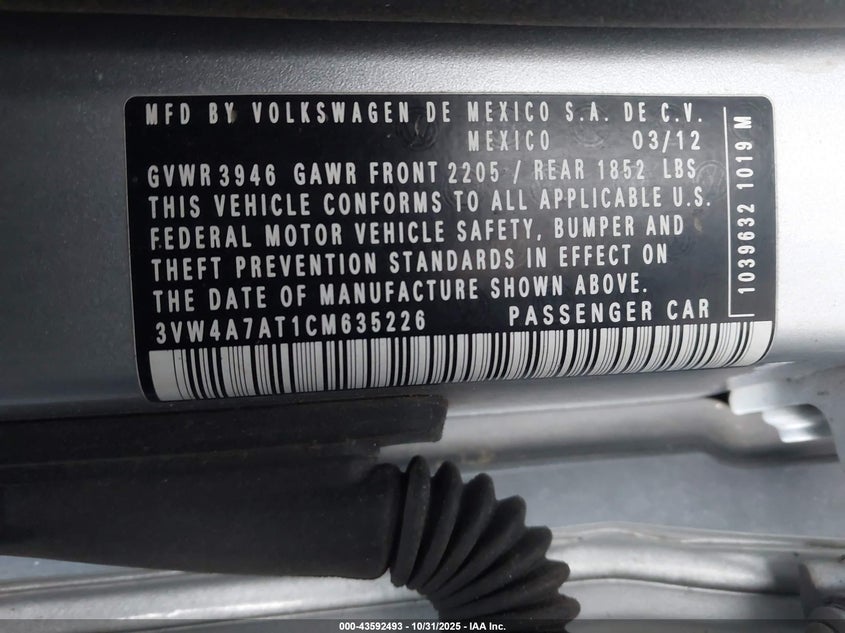 MFD BY VOLKSWAGEN DE MEXICO S.A. DE C.V.
MEXICO 03/12
GVWR 3946 GAWR FRONT 2205 / REAR 1852 LBS
THIS VEHICLE CONFORMS TO ALL APPLICABLE U.S.
FEDERAL MOTOR VEHICLE SAFETY, BUMPER AND
THEFT PREVENTION STANDARDS IN EFFECT ON
THE DATE OF MANUFACTURE SHOWN ABOVE.
3VW4A7AT1CM635226 PASSENGER CAR
1039632 1019 M
000-43592493 - 10/31/2025 - IAA Inc.